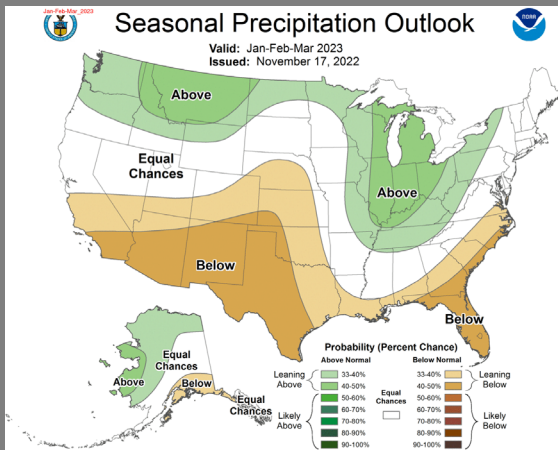 Jan-Feb-Mar_2023
Seasonal Precipitation Outlook
Valid: Jan-Feb-Mar 2023
Issued: November 17, 2022
NOAA
Above
Equal
Chances
Above
Below
Below
Equal
Chances
Above
Below
Equal
Chances
Probability (Percent Chance)
Above Normal Below Normal
Leaning
Above
33-40%
40-50%
50-60%
60-70%
70-80%
80-90%
90-100%
Likely
Above
Equal
Chances
33-40%
40-50%
50-60%
60-70%
70-80%
80-90%
90-100%
Leaning
Below
Likely
Below